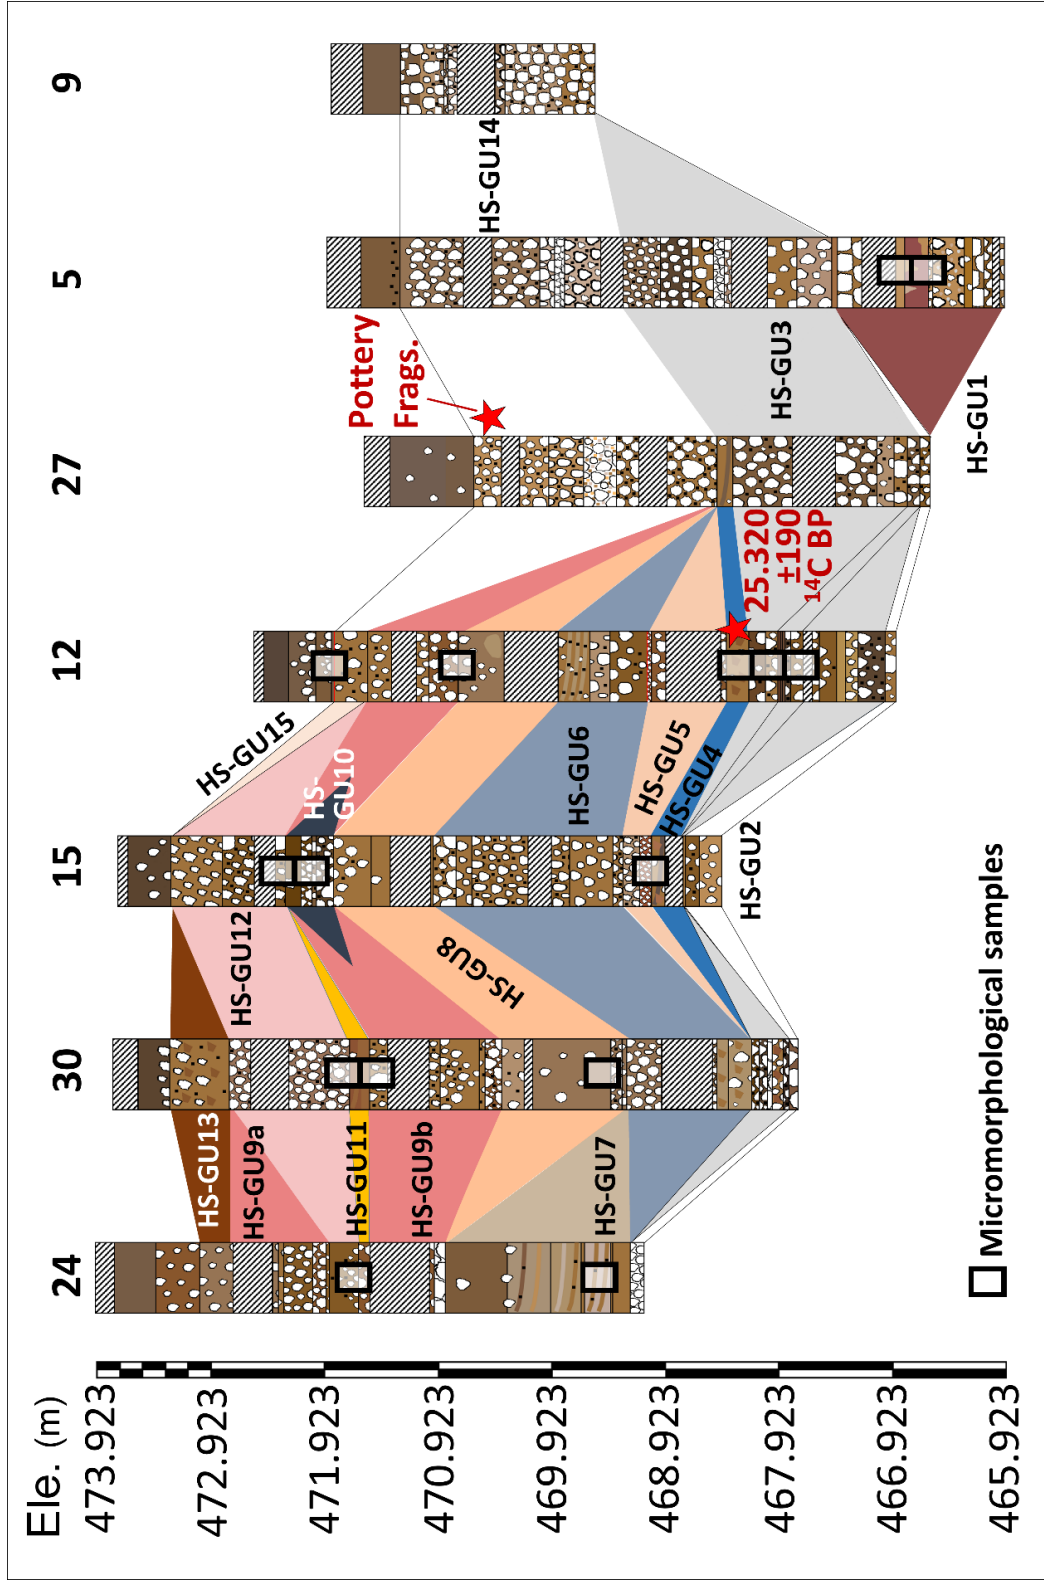 Ele. (m)
473.923
472.923
471.923
470.923
469.923
468.923
467.923
466.923
465.923
24
30
15
12
27
5
9
HS-GU13
HS-GU9a
HS-GU11
HS-GU9b
HS-GU7
HS-GU12
HS-GU8
HS-GU2
HS-GU15
HS-
GU10
HS-GU6
HS-GU5
HS-GU4
25.320
±190
14C BP
Pottery
Frags.
HS-GU3
HS-GU1
HS-GU14
Micromorphological samples